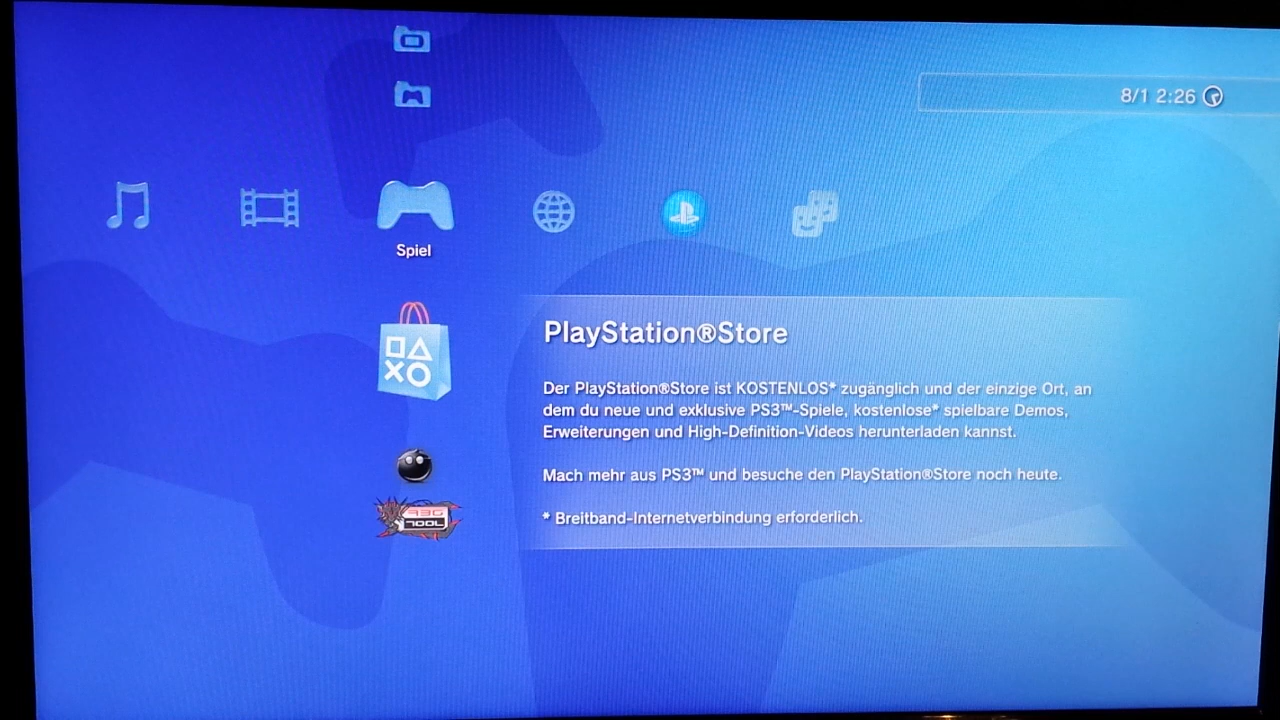 8/1 2:26
Spiel
PlayStation®Store
Der PlayStation®Store ist KOSTENLOS* zugänglich und der einzige Ort, an
dem du neue und exklusive PS3™-Spiele, kostenlose* spielbare Demos,
Erweiterungen und High-Definition-Videos herunterladen kannst.
Mach mehr aus PS3™ und besuche den PlayStation®Store noch heute.
* Breitband-Internetverbindung erforderlich.
TOOL